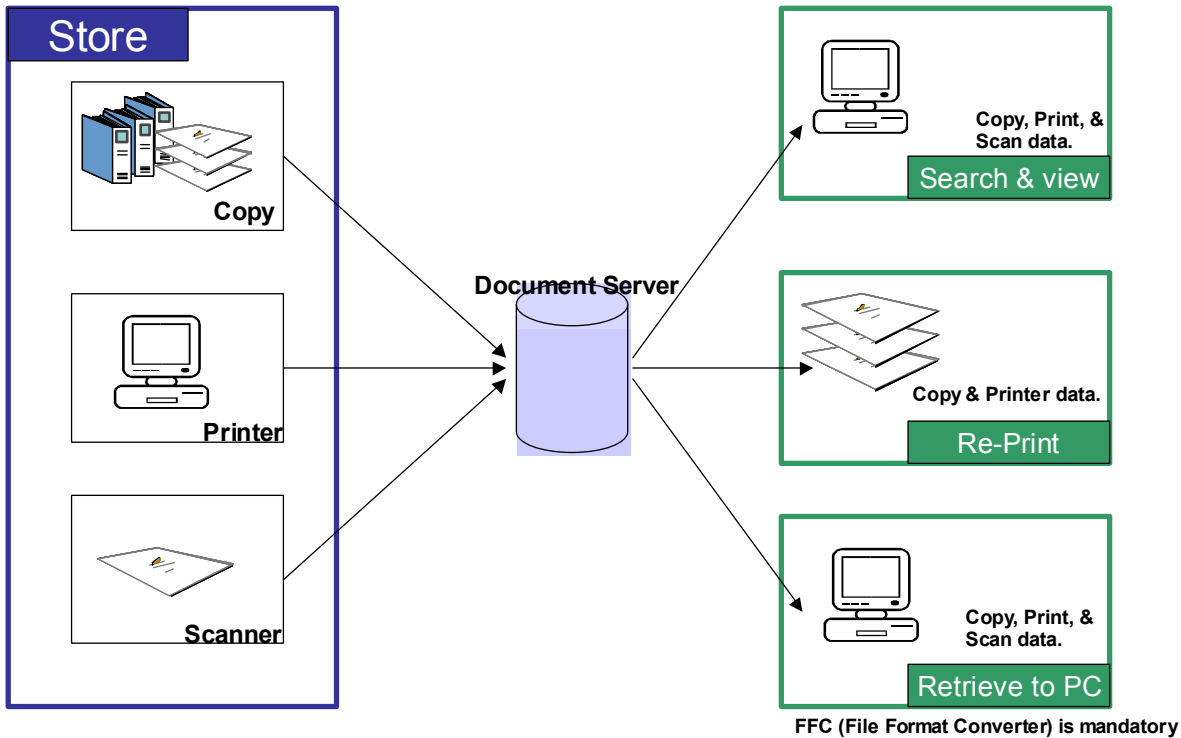 Store
Copy
Printer
Scanner
Document Server
Copy, Print, &
Scan data.
Search & view
Copy & Printer data.
Re-Print
Copy, Print, &
Scan data.
Retrieve to PC
FFC (File Format Converter) is mandatory